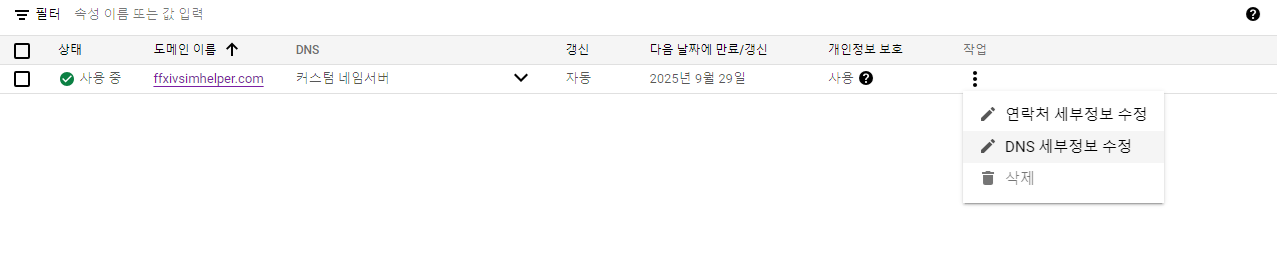 필터 속성 이름 또는 값 입력
상태 도메인 이름 DNS 갱신 다음 날짜에 만료/갱신 개인정보 보호 작업
사용 중 ffxivsimhelper.com 커스텀 네임서버 자동 2025년 9월 29일 사용
연락처 세부정보 수정
DNS 세부정보 수정
삭제